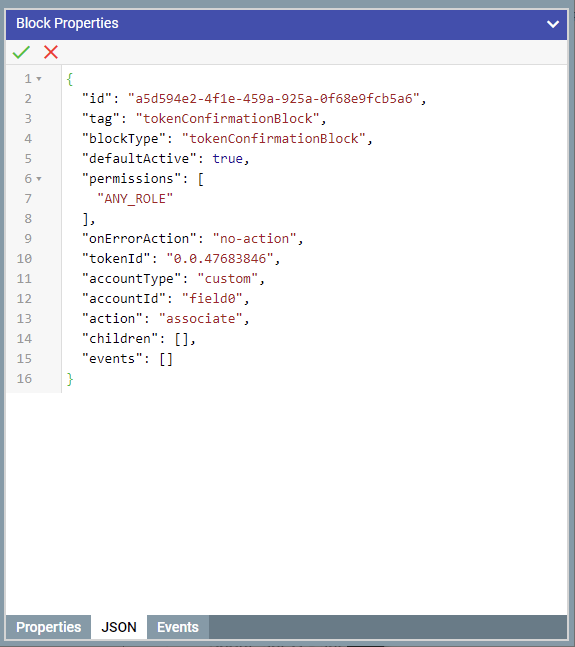 Block Properties
1 {
2 "id": "a5d594e2-4f1e-459a-925a-0f68e9fcb5a6",
3 "tag": "tokenConfirmationBlock",
4 "blockType": "tokenConfirmationBlock",
5 "defaultActive": true,
6 "permissions": [
7 "ANY_ROLE"
8 ],
9 "onErrorAction": "no-action",
10 "tokenId": "0.0.47683846",
11 "accountType": "custom",
12 "accountId": "field0",
13 "action": "associate",
14 "children": [],
15 "events": []
16 }
Properties JSON Events